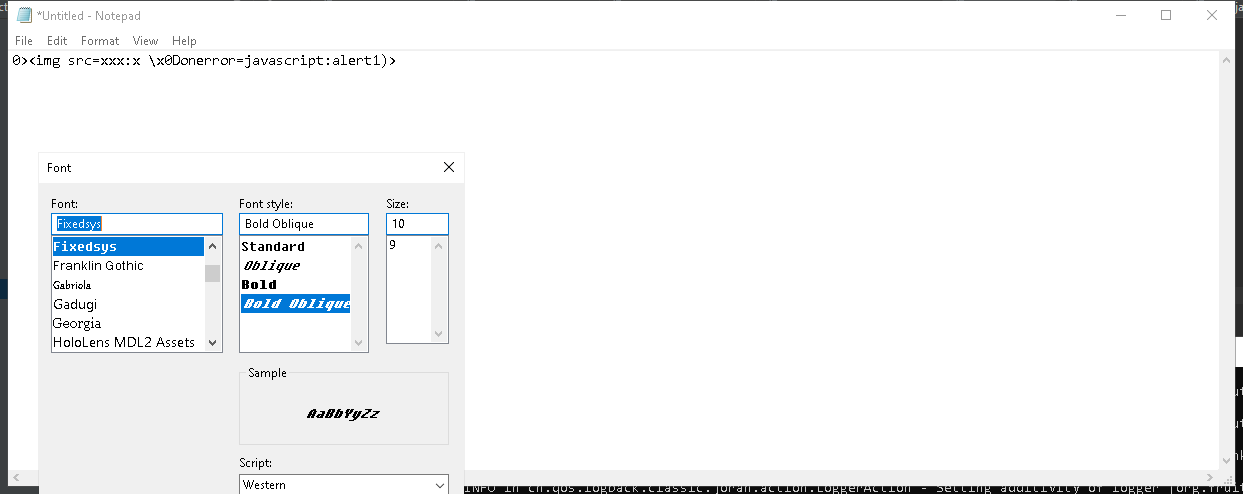 *Untitled - Notepad
File Edit Format View Help
0><img src=xxx:x \x0Donerror=javascript:alert1)>
Font
Font: Font style: Size:
Fixedsys Bold Oblique 10
Fixedsys Standard 9
Franklin Gothic Oblique
Gabriola Bold
Gadugi Bold Oblique
Georgia
HoloLens MDL2 Assets
Sample
AaBbYyZz
Script:
Western
INFO in ch.qos.logback.classic.joran.action.LoggerAction - Setting additivity of logger